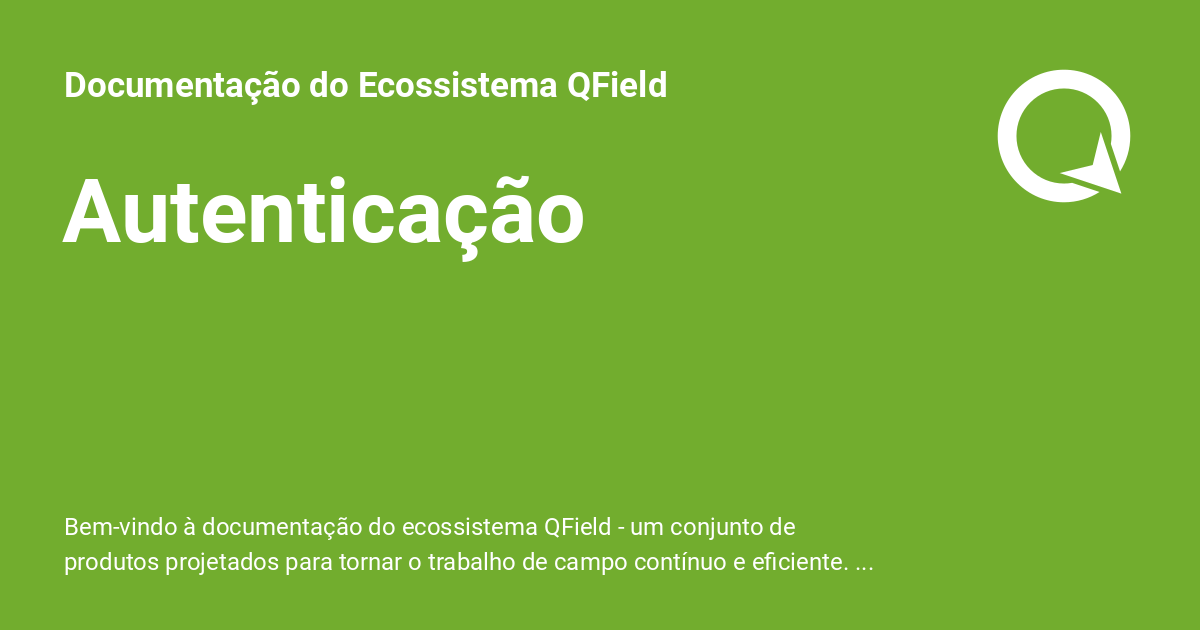 Documentação do Ecossistema QField
Autenticação
Bem-vindo à documentação do ecossistema QField - um conjunto de
produtos projetados para tornar o trabalho de campo contínuo e eficiente. ...